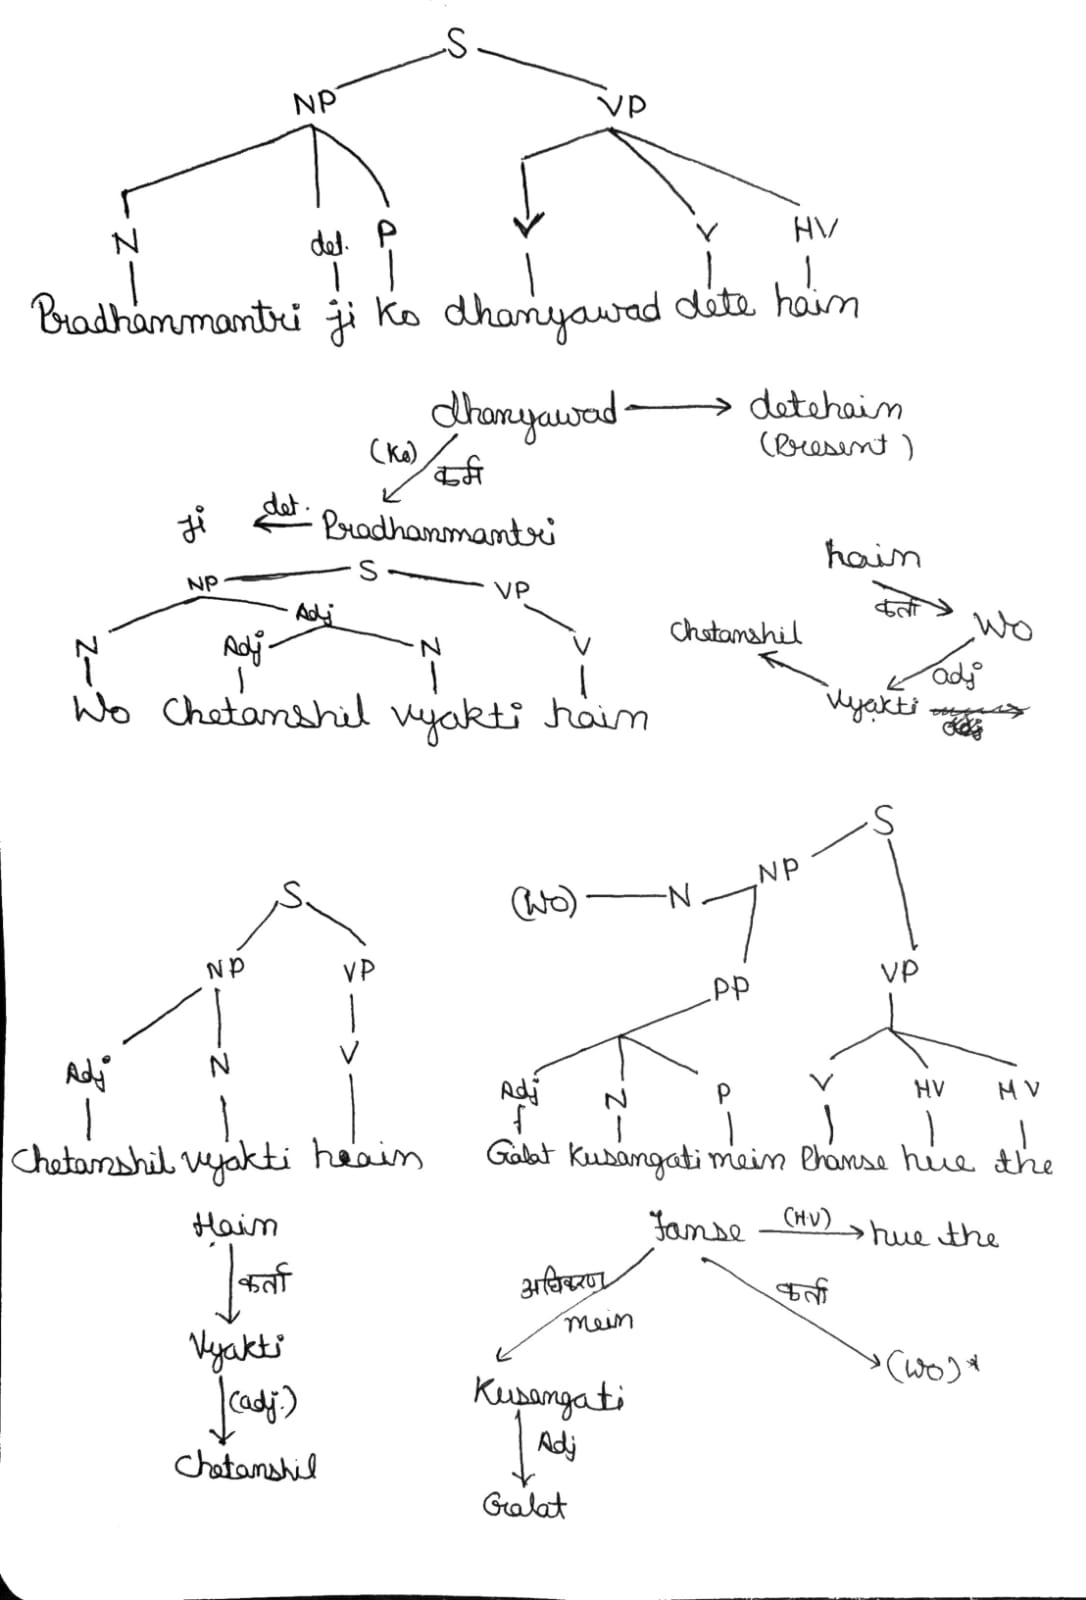 S
NP VP
N det. P V V HV
Pradhanmantri ji Ko dhanyawad dete hain
dhanyawad detehain
(Ko) कर्म (Present)
ji det. Pradhanmantri
NP S VP
Adj
N Adj N V
Wo Chetanshil vyakti hain
hain
कर्ता Wo
Chetanshil adj
Vyakti
S
NP VP
Adj N V
Chetanshil vyakti heain
Hain
कर्ता
Vyakti
(adj.)
Chetanshil
S
(Wo) N NP
PP VP
Adj N P V HV MV
Galat Kusangati mein Phanse hue the
Fanse (HV) hue the
अधिकरण कर्ता
mein
(Wo)*
Kusangati
Adj
Galat